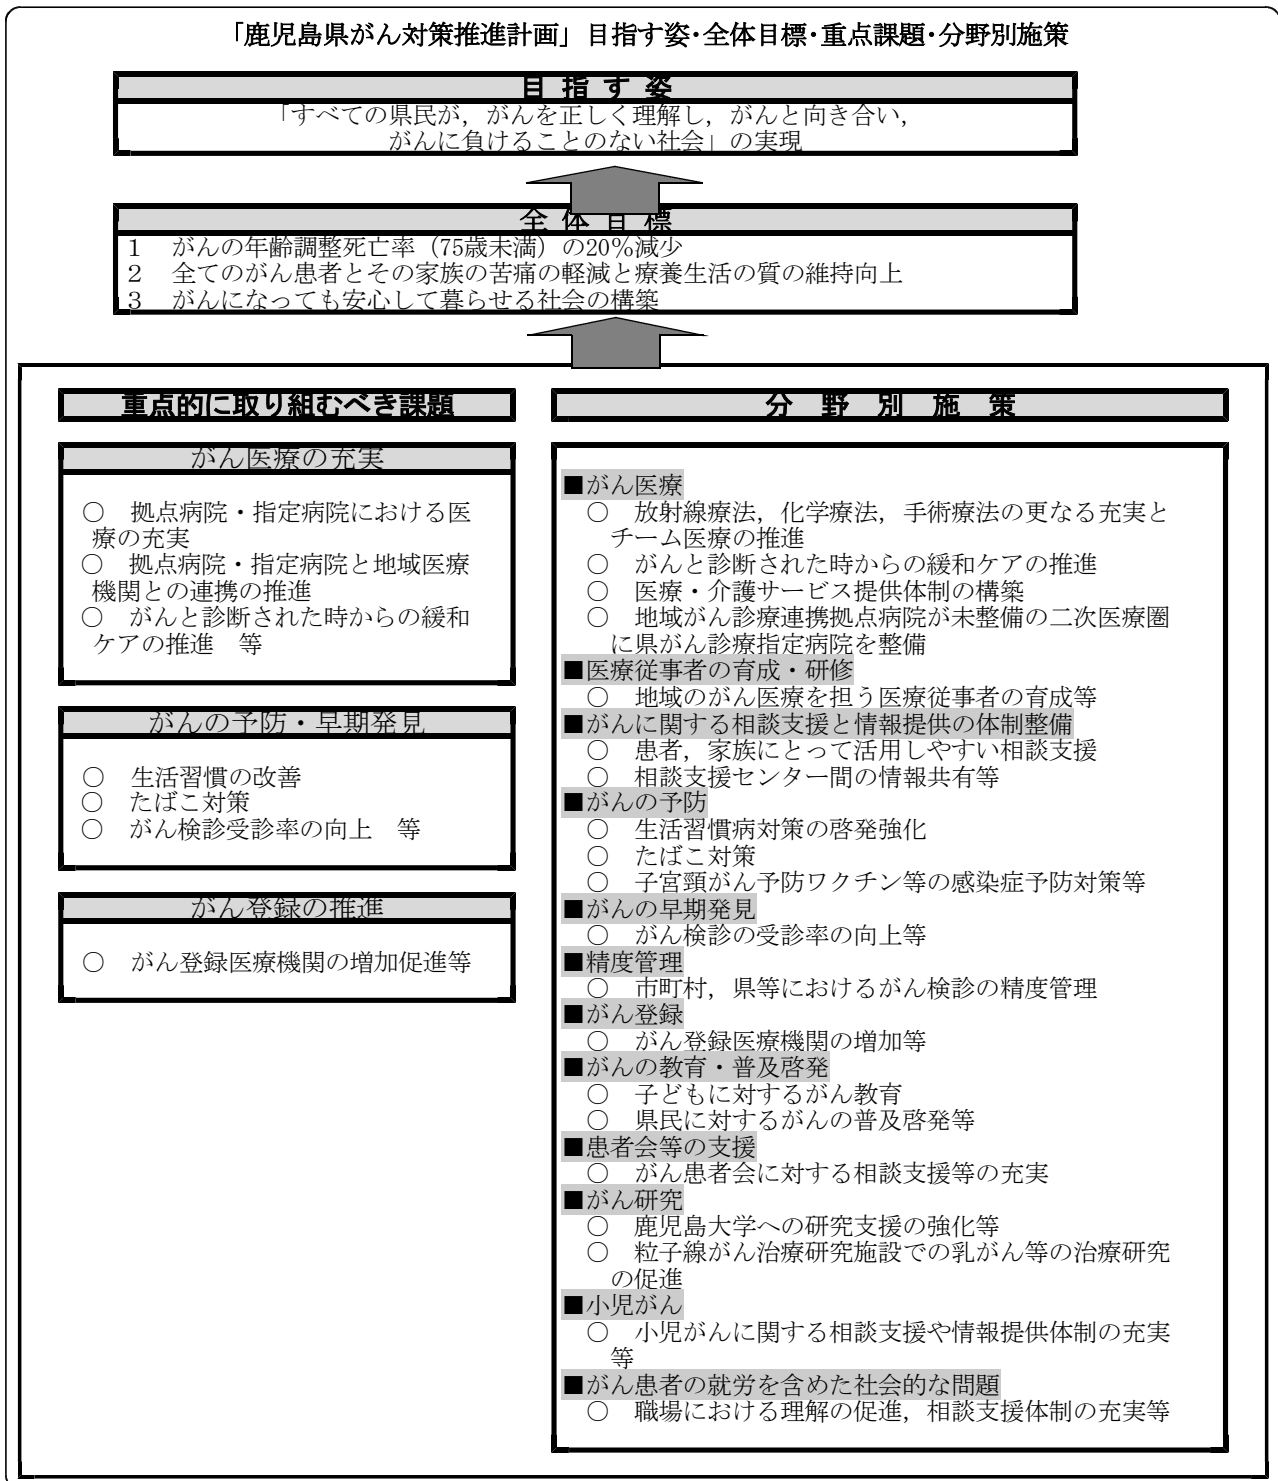 「鹿児島県がん対策推進計画」目指す姿・全体目標・重点課題・分野別施策
目 指 す 姿
「すべての県民が，がんを正しく理解し，がんと向き合い，
がんに負けることのない社会」の実現
全 体 目 標
1　がんの年齢調整死亡率（75歳未満）の20％減少
2　全てのがん患者とその家族の苦痛の軽減と療養生活の質の維持向上
3　がんになっても安心して暮らせる社会の構築
重点的に取り組むべき課題
がん医療の充実
○　拠点病院・指定病院における医
療の充実
○　拠点病院・指定病院と地域医療
機関との連携の推進
○　がんと診断された時からの緩和
ケアの推進　等
がんの予防・早期発見
○　生活習慣の改善
○　たばこ対策
○　がん検診受診率の向上　等
がん登録の推進
○　がん登録医療機関の増加促進等
分　野　別　施　策
■がん医療
○　放射線療法，化学療法，手術療法の更なる充実と
チーム医療の推進
○　がんと診断された時からの緩和ケアの推進
○　医療・介護サービス提供体制の構築
○　地域がん診療連携拠点病院が未整備の二次医療圏
に県がん診療指定病院を整備
■医療従事者の育成・研修
○　地域のがん医療を担う医療従事者の育成等
■がんに関する相談支援と情報提供の体制整備
○　患者，家族にとって活用しやすい相談支援
○　相談支援センター間の情報共有等
■がんの予防
○　生活習慣病対策の啓発強化
○　たばこ対策
○　子宮頸がん予防ワクチン等の感染症予防対策等
■がんの早期発見
○　がん検診の受診率の向上等
■精度管理
○　市町村，県等におけるがん検診の精度管理
■がん登録
○　がん登録医療機関の増加等
■がんの教育・普及啓発
○　子どもに対するがん教育
○　県民に対するがんの普及啓発等
■患者会等の支援
○　がん患者会に対する相談支援等の充実
■がん研究
○　鹿児島大学への研究支援の強化等
○　粒子線がん治療研究施設での乳がん等の治療研究
の促進
■小児がん
○　小児がんに関する相談支援や情報提供体制の充実
等
■がん患者の就労を含めた社会的な問題
○　職場における理解の促進，相談支援体制の充実等